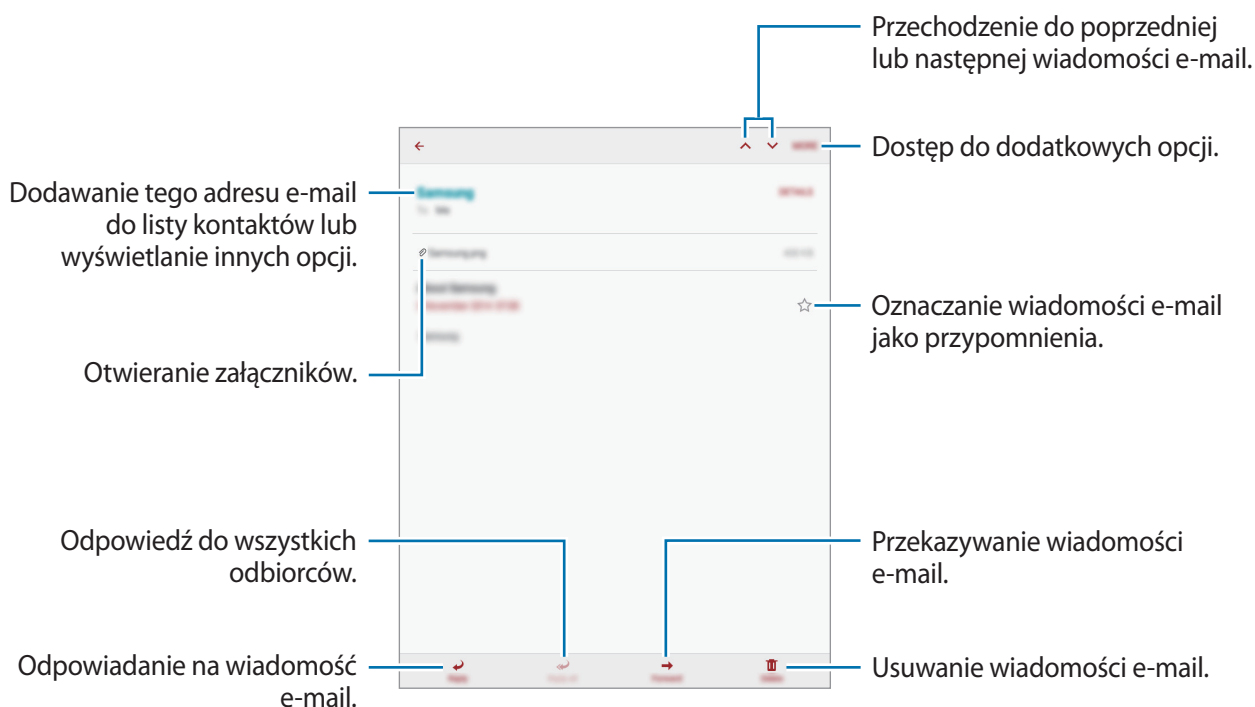 Przechodzenie do poprzedniej
lub następnej wiadomości e-mail.
Dostęp do dodatkowych opcji.
Dodawanie tego adresu e-mail
do listy kontaktów lub
wyświetlanie innych opcji.
Samsung
Oznaczanie wiadomości e-mail
jako przypomnienia.
Otwieranie załączników.
Odpowiedź do wszystkich
odbiorców.
Przekazywanie wiadomości
e-mail.
Odpowiadanie na wiadomość
e-mail.
Usuwanie wiadomości e-mail.